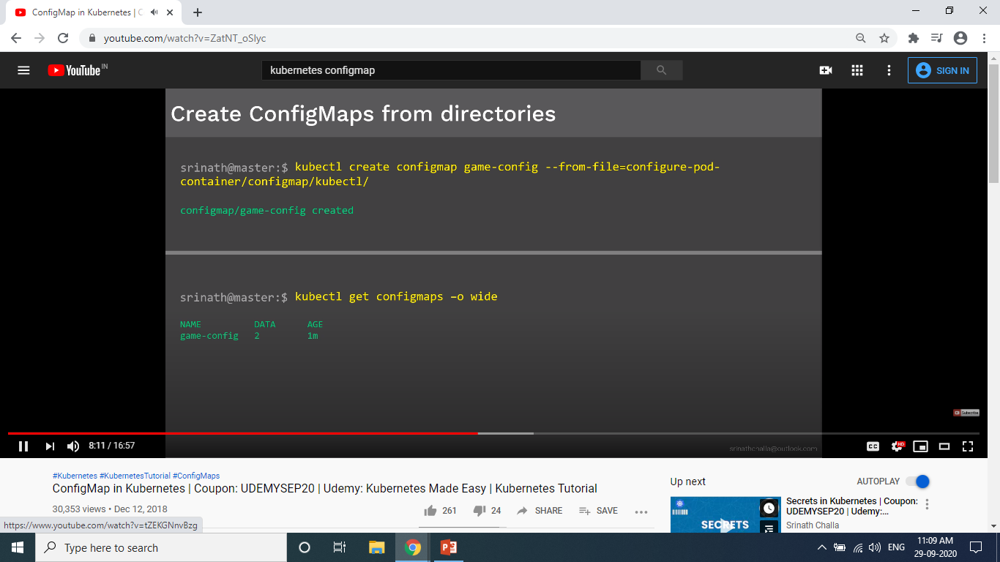 ConfigMap in Kubernetes | C
youtube.com/watch?v=ZatNT_oSlyc
YouTube IN
kubernetes configmap
SIGN IN
Create ConfigMaps from directories
srinath@master:$ kubectl create configmap game-config --from-file=configure-pod-
container/configmap/kubectl/
configmap/game-config created
srinath@master:$ kubectl get configmaps –o wide
NAME DATA AGE
game-config 2 1m
Subscribe
srinathchalla@outlook.com
8:11 / 16:57
CC
HD
#Kubernetes #KubernetesTutorial #ConfigMaps
ConfigMap in Kubernetes | Coupon: UDEMYSEP20 | Udemy: Kubernetes Made Easy | Kubernetes Tutorial
30,353 views • Dec 12, 2018
261
24
SHARE
SAVE
Up next
AUTOPLAY
SECRETS
Secrets in Kubernetes | Coupon:
UDEMYSEP20 | Udemy:...
Srinath Challa
https://www.youtube.com/watch?v=tZEKGNnvBzg
Type here to search
ENG
11:09 AM
29-09-2020